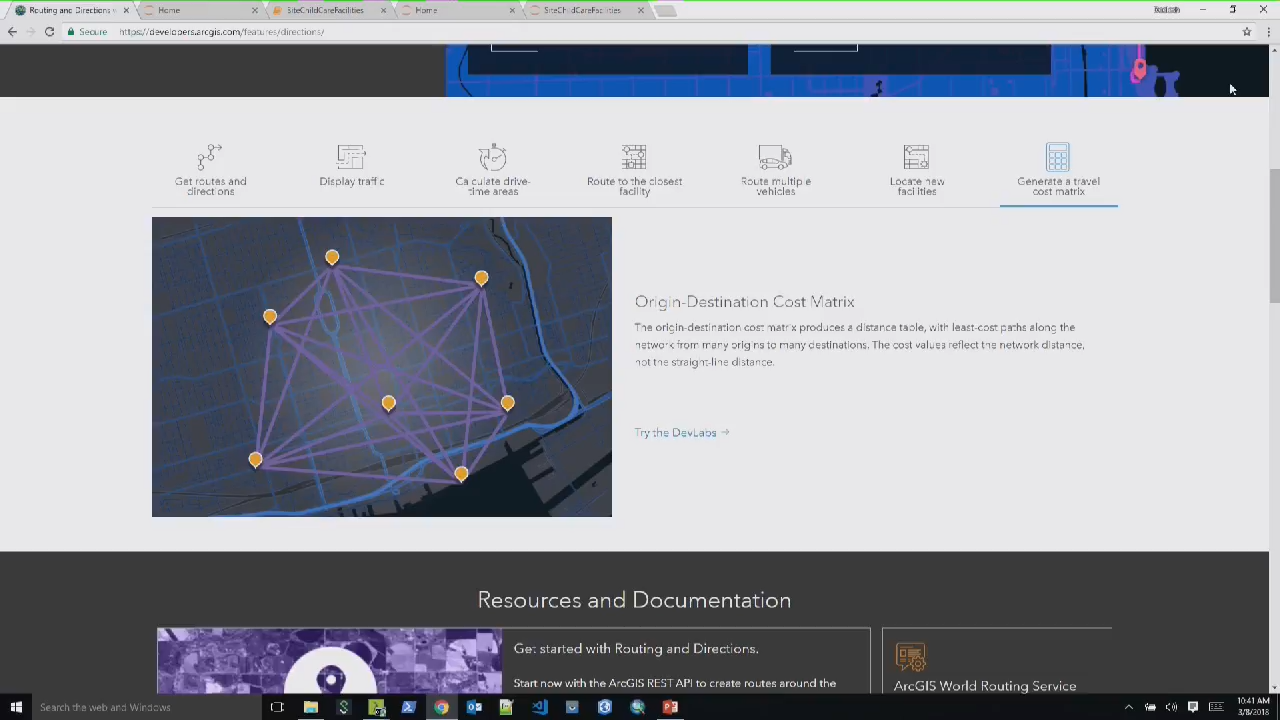 Routing and Directions v
Home
SiteChildCareFacilities
Home
SiteChildCareFacilities
Secure
https://developers.arcgis.com/features/directions/
Get routes and directions
Display traffic
Calculate drive-time areas
Route to the closest facility
Route multiple vehicles
Locate new facilities
Generate a travel cost matrix
Origin-Destination Cost Matrix
The origin-destination cost matrix produces a distance table, with least-cost paths along the
network from many origins to many destinations. The cost values reflect the network distance,
not the straight-line distance.
Try the DevLabs →
Resources and Documentation
Get started with Routing and Directions.
Start now with the ArcGIS REST API to create routes around the
ArcGIS World Routing Service
Search the web and Windows
10:41 AM
3/8/2018